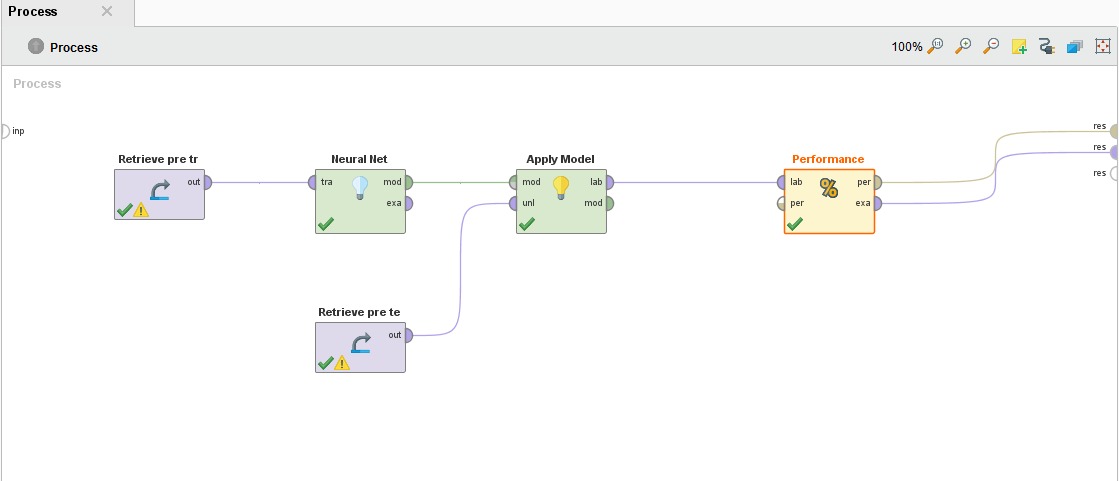 Process
Process
100%
Process
inp
res
res
res
Retrieve pre tr
out
Neural Net
tra
mod
exa
Apply Model
mod
lab
unl
mod
Performance
%
lab
per
per
exa
Retrieve pre te
out